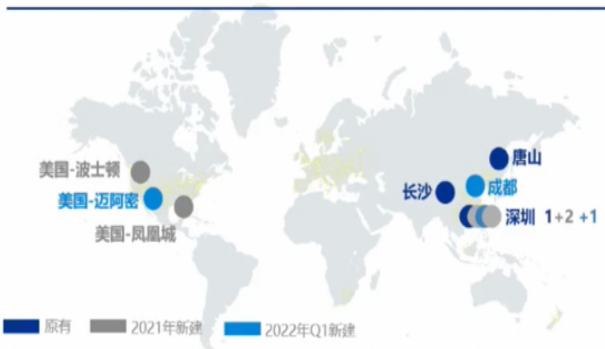 唐山
美国-波士顿
成都
长沙
美国-迈阿密
深圳 1+2 +1
美国-凤凰城
原有
2021年新建
2022年Q1新建